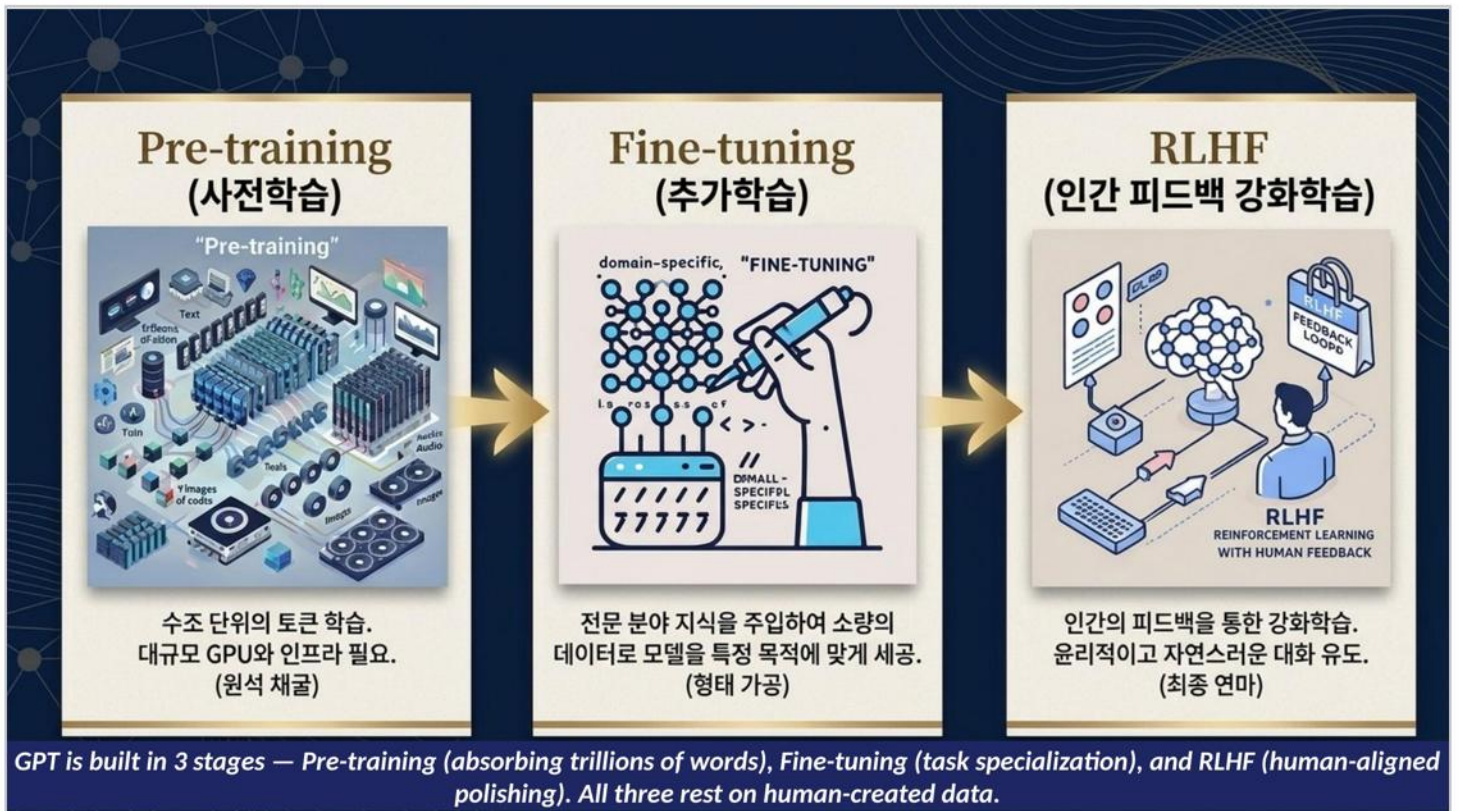 Pre-training
(사전학습)
"Pre-training"
Text
Audio
수조 단위의 토큰 학습.
대규모 GPU와 인프라 필요.
(원석 채굴)
Fine-tuning
(추가학습)
domain-specific, "FINE-TUNING"
< > -
//
전문 분야 지식을 주입하여 소량의
데이터로 모델을 특정 목적에 맞게 세공.
(형태 가공)
RLHF
(인간 피드백 강화학습)
RLHF
FEEDBACK
LOOPD
RLHF
REINFORCEMENT LEARNING
WITH HUMAN FEEDBACK
인간의 피드백을 통한 강화학습.
윤리적이고 자연스러운 대화 유도.
(최종 연마)
GPT is built in 3 stages — Pre-training (absorbing trillions of words), Fine-tuning (task specialization), and RLHF (human-aligned
polishing). All three rest on human-created data.